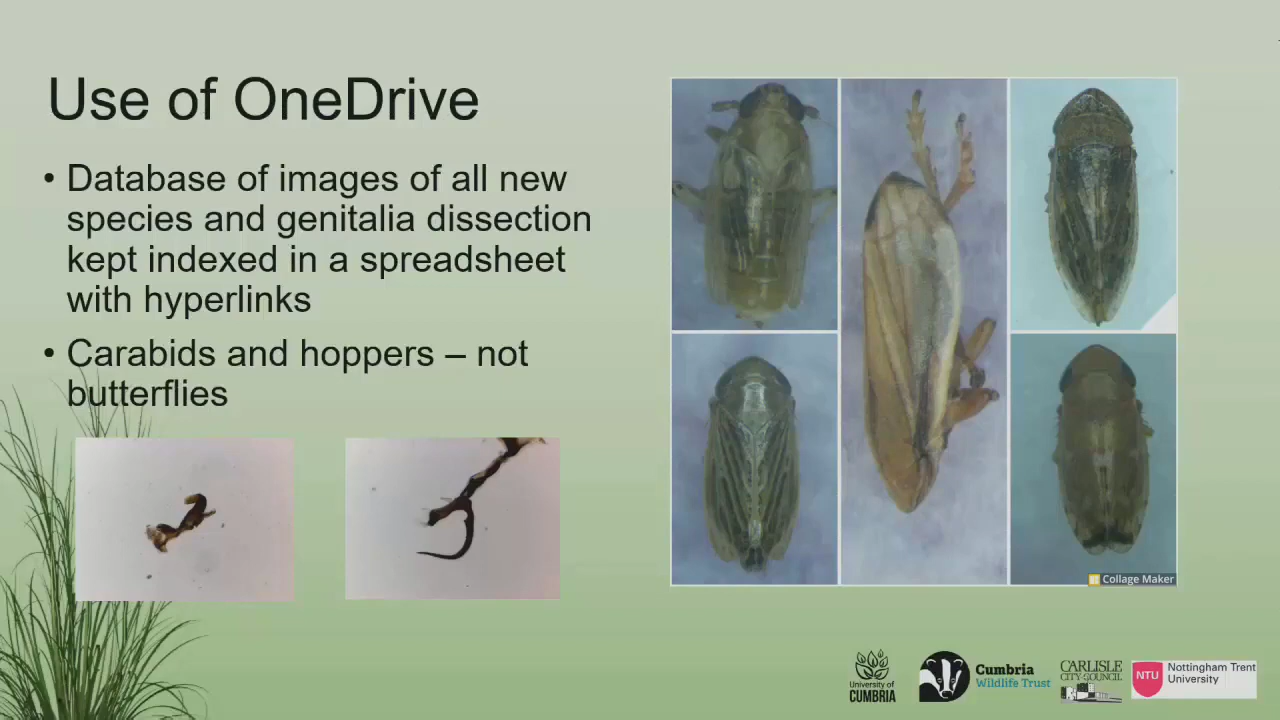 Use of OneDrive
• Database of images of all new
species and genitalia dissection
kept indexed in a spreadsheet
with hyperlinks
• Carabids and hoppers – not
butterflies
Collage Maker
University of
CUMBRIA
Cumbria
Wildlife Trust
CARLISLE
CITY COUNCIL
NTU
Nottingham Trent
University